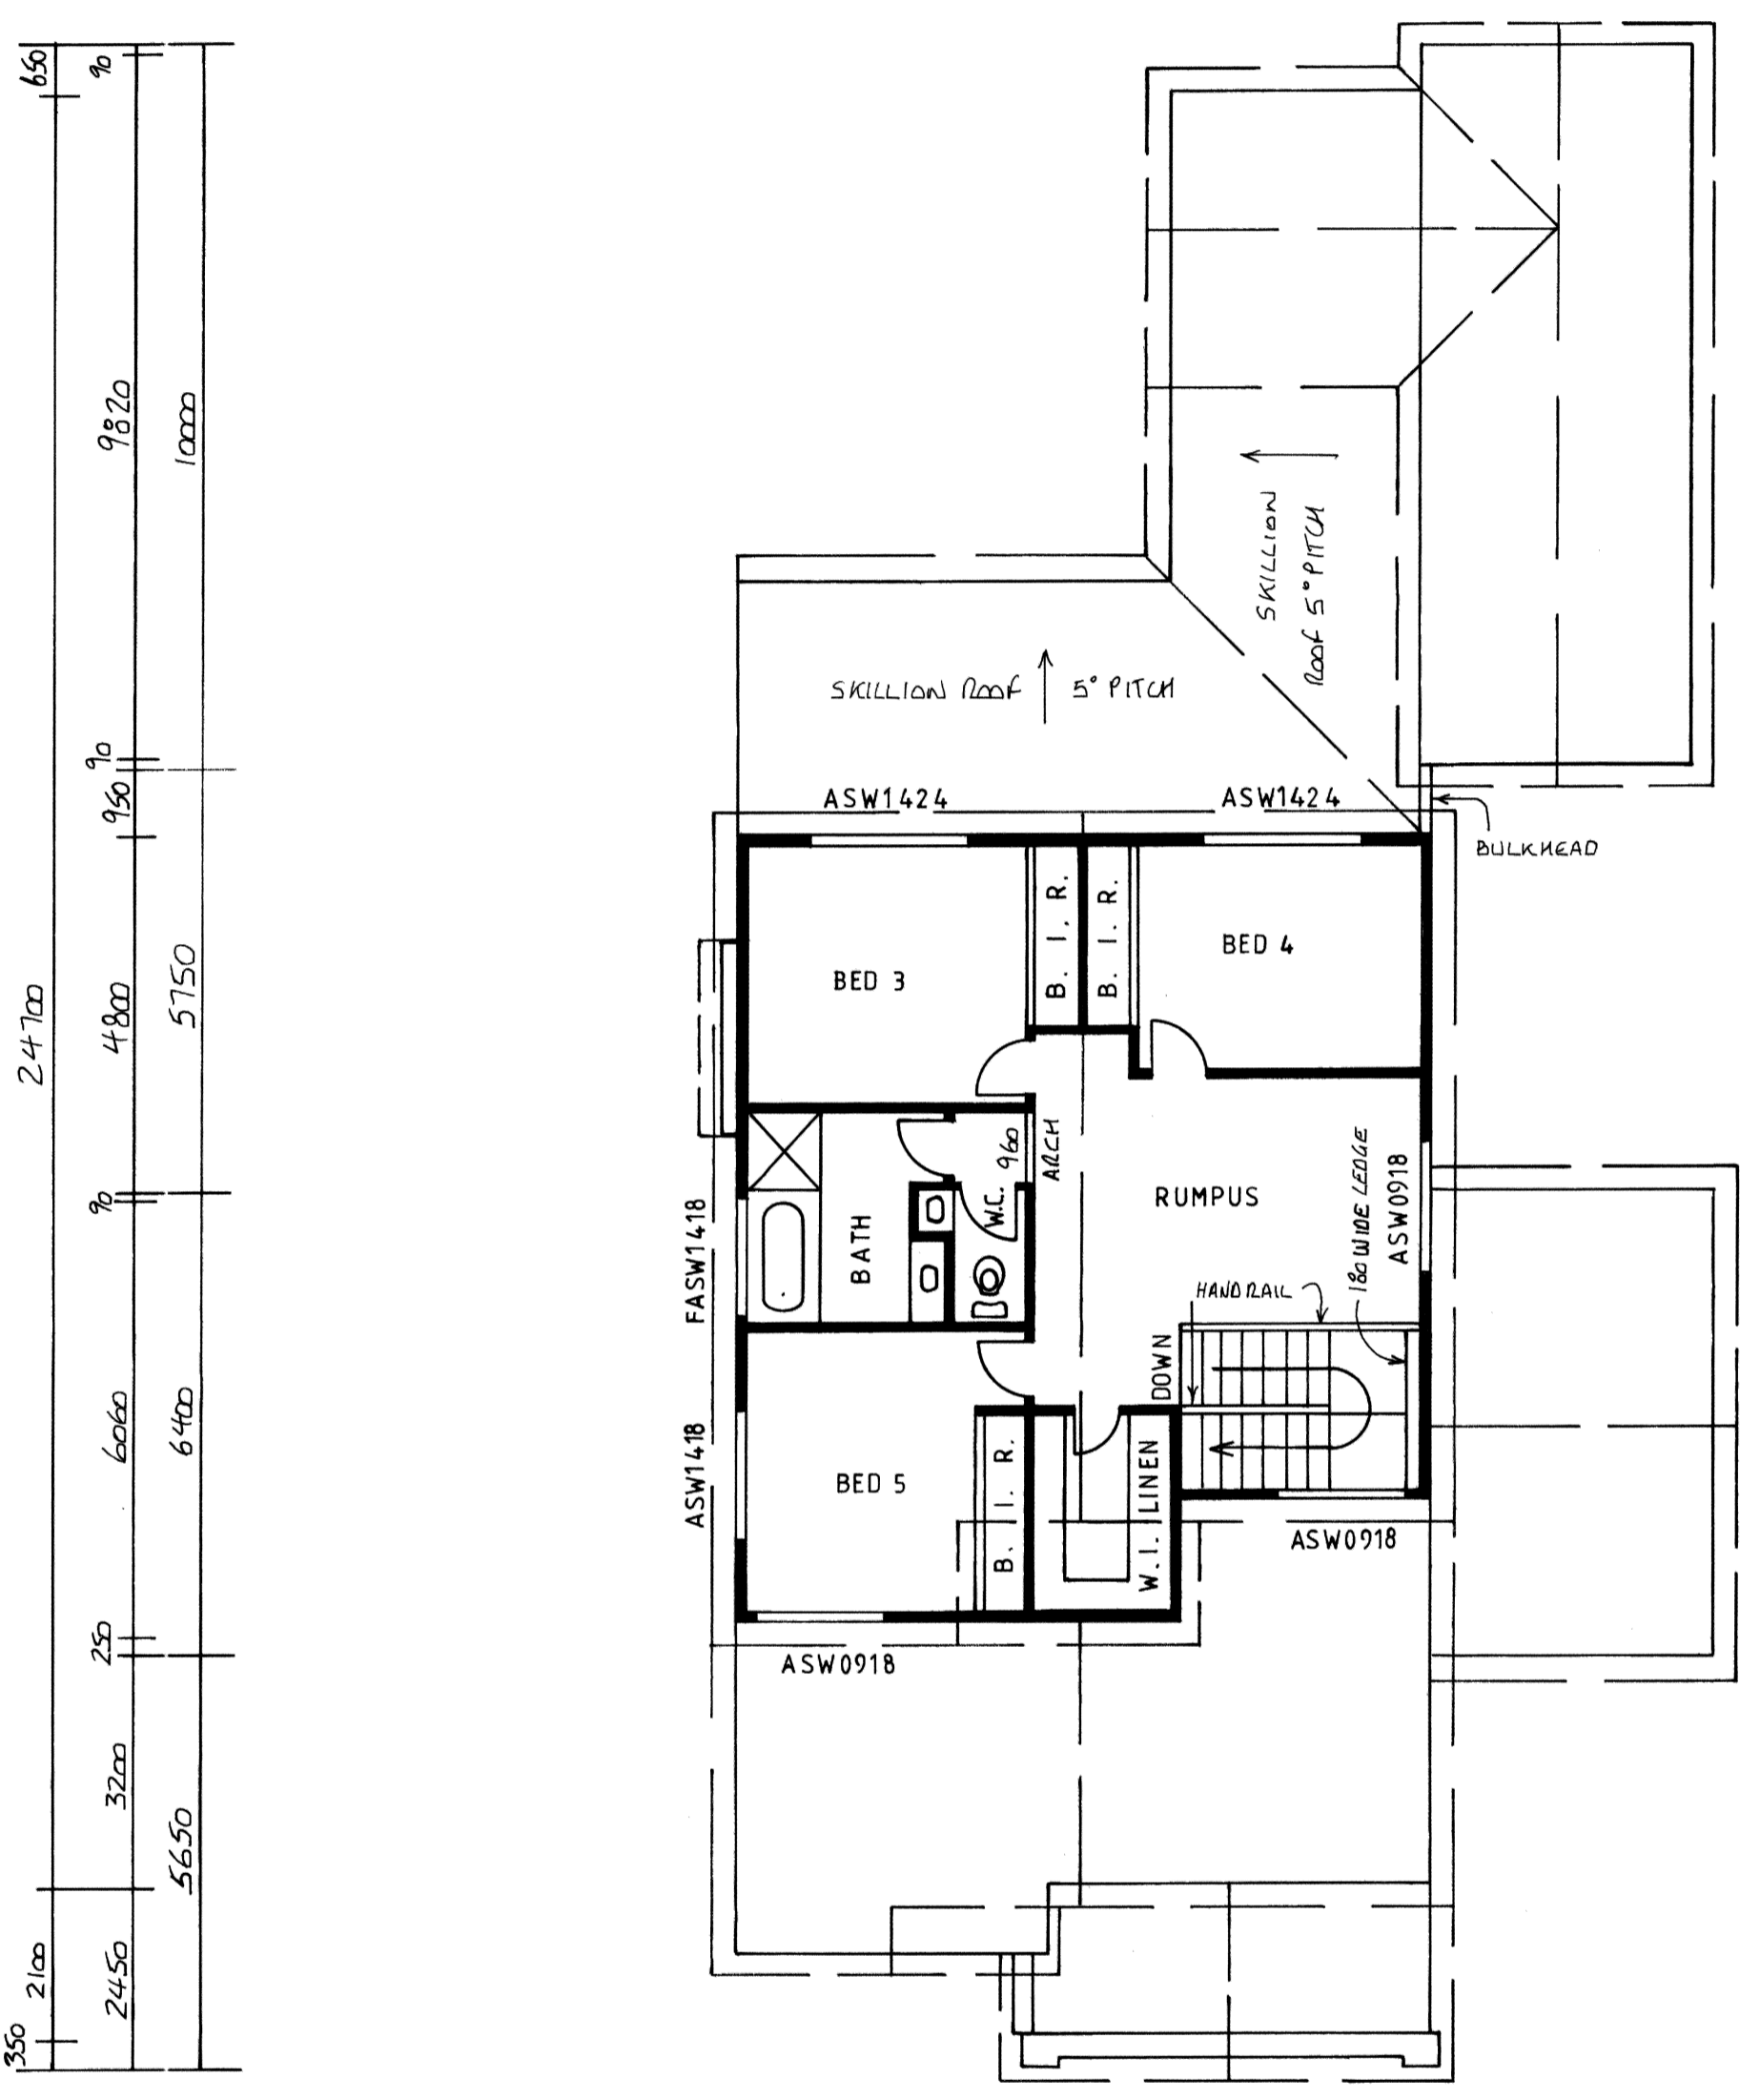 650
90
9820
10000
90
950
24700
4800
5750
90
6060
6400
250
3200
5650
2100
2450
350
SKILLION
ROOF 5° PITCH
SKILLION ROOF 5° PITCH
ASW1424
ASW1424
BULKHEAD
BED 3
B. I. R.
B. I. R.
BED 4
960
ARCH
W.C.
BATH
RUMPUS
FASW1418
ASW0918
180 WIDE LEDGE
HANDRAIL
DOWN
ASW1418
BED 5
B. I. R.
W.I. LINEN
ASW0918
ASW0918